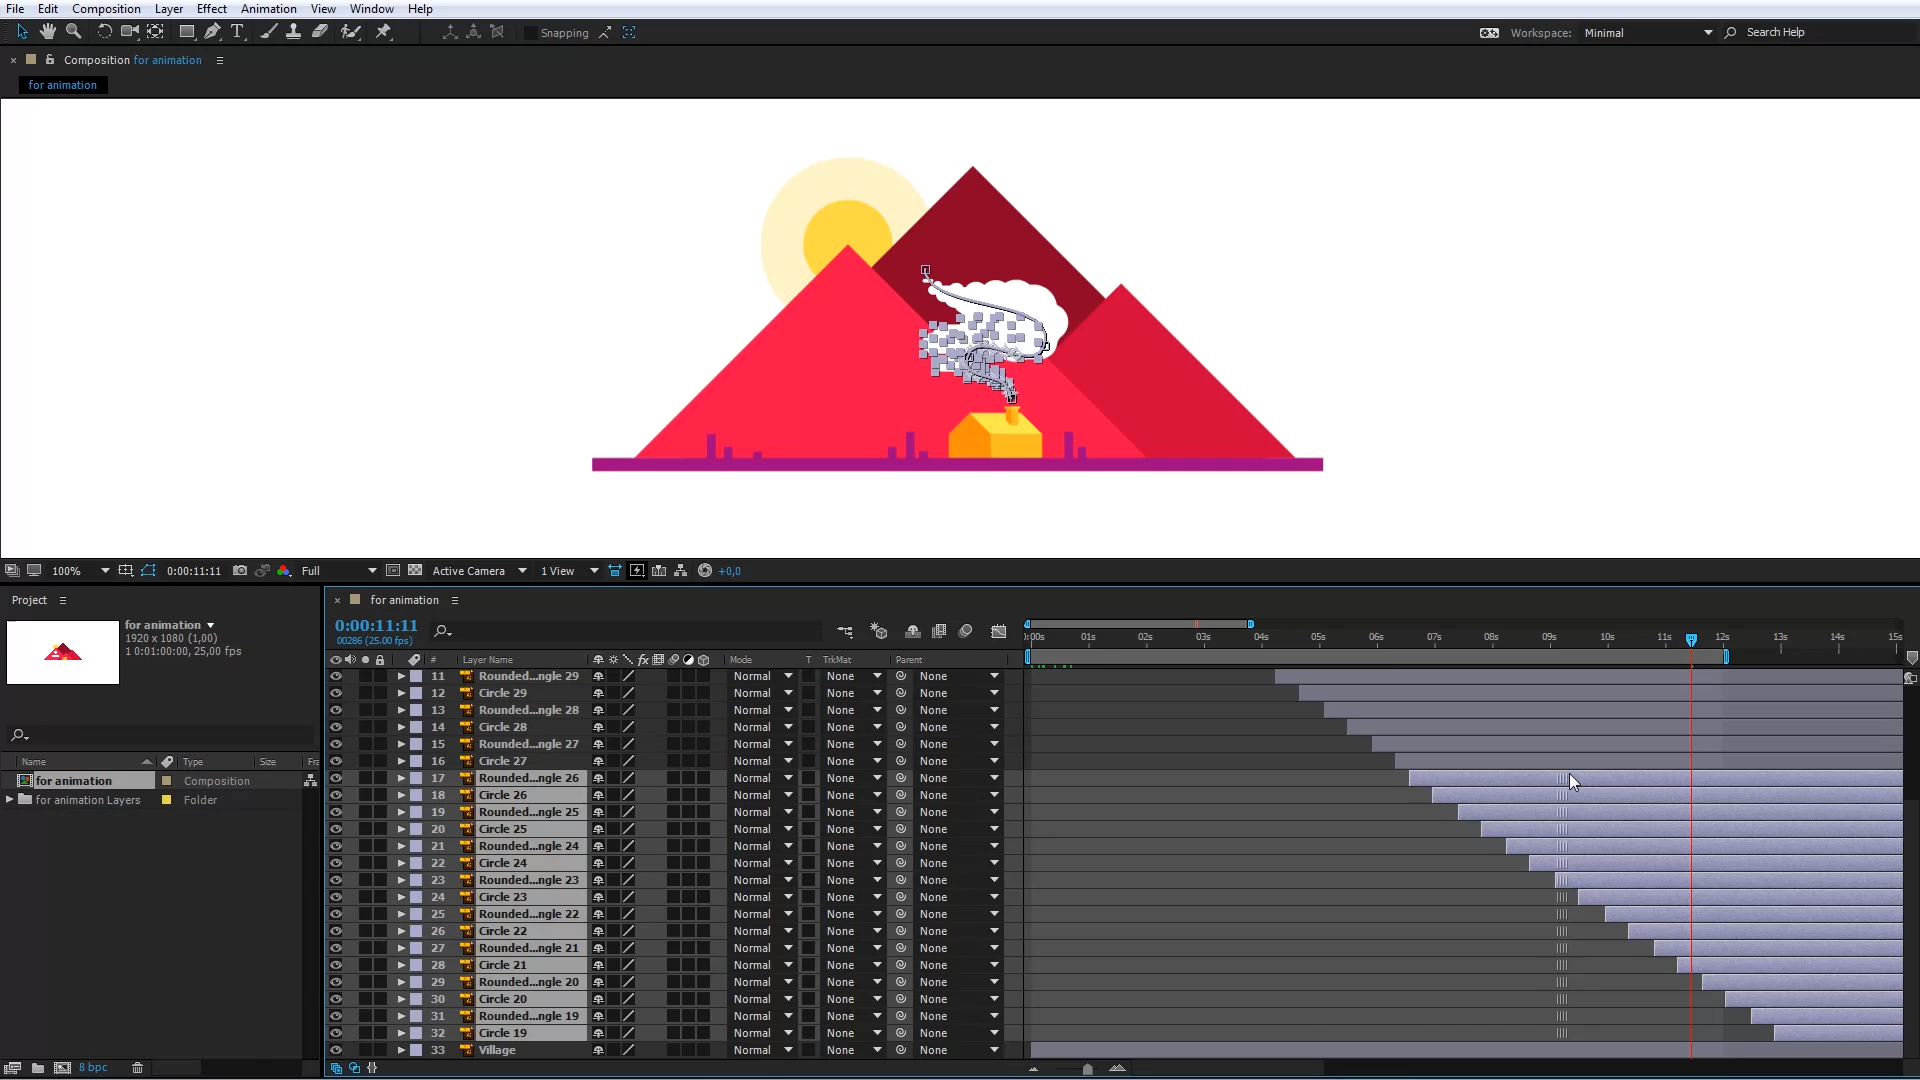 File Edit Composition Layer Effect Animation View Window Help
Snapping Workspace: Minimal Search Help
Composition for animation
for animation
100% 0:00:11:11 Full Active Camera 1 View +0,0
Project
for animation
1920 x 1080 (1,00)
1 0:01:00:00, 25,00 fps
Name Type Size Fra
for animation Composition
for animation Layers Folder
8 bpc
for animation
0:00:11:11
00286 (25.00 fps)
):00s 01s 02s 03s 04s 05s 06s 07s 08s 09s 10s 11s 12s 13s 14s 15s
# Layer Name fx Mode T TrkMat Parent
11 Rounded...ngle 29 Normal None None
12 Circle 29 Normal None None
13 Rounded...ngle 28 Normal None None
14 Circle 28 Normal None None
15 Rounded...ngle 27 Normal None None
16 Circle 27 Normal None None
17 Rounded...ngle 26 Normal None None
18 Circle 26 Normal None None
19 Rounded...ngle 25 Normal None None
20 Circle 25 Normal None None
21 Rounded...ngle 24 Normal None None
22 Circle 24 Normal None None
23 Rounded...ngle 23 Normal None None
24 Circle 23 Normal None None
25 Rounded...ngle 22 Normal None None
26 Circle 22 Normal None None
27 Rounded...ngle 21 Normal None None
28 Circle 21 Normal None None
29 Rounded...ngle 20 Normal None None
30 Circle 20 Normal None None
31 Rounded...ngle 19 Normal None None
32 Circle 19 Normal None None
33 Village Normal None None